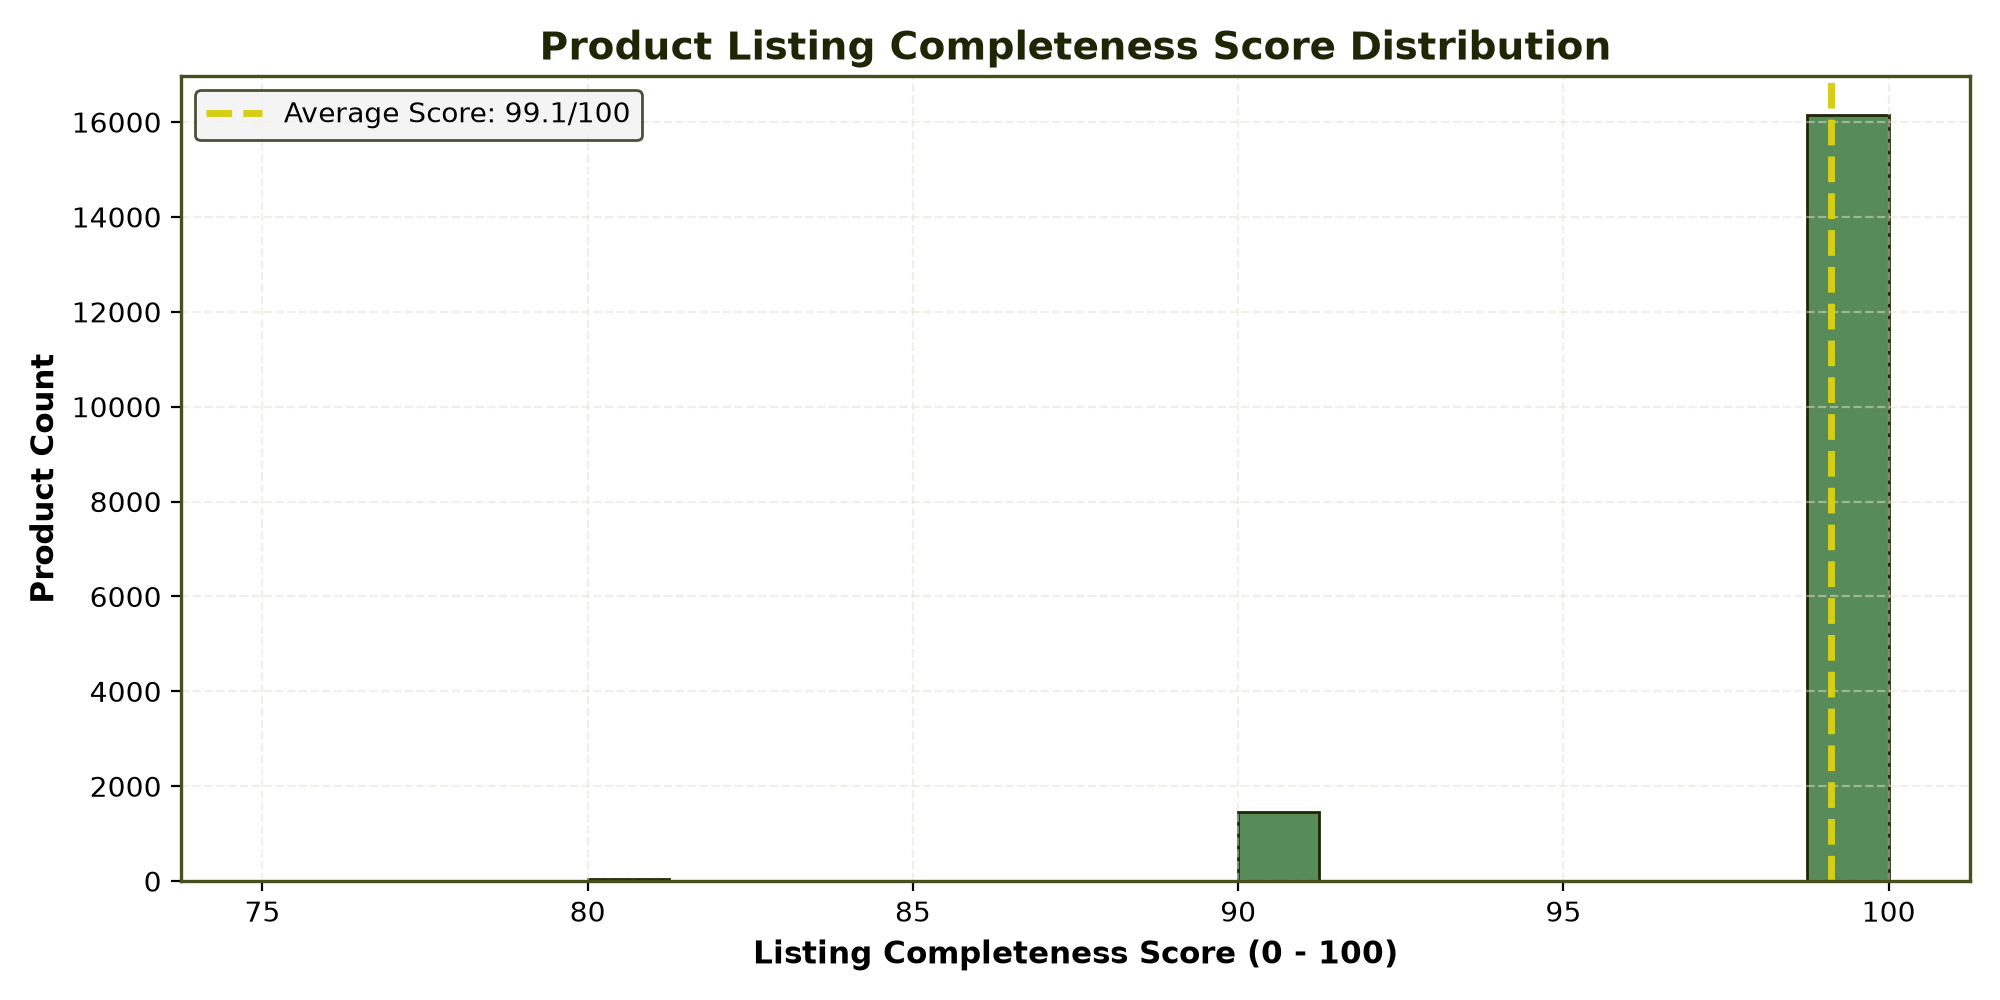 Product Listing Completeness Score Distribution
Average Score: 99.1/100
Product Count
16000
14000
12000
10000
8000
6000
4000
2000
0
75 80 85 90 95 100
Listing Completeness Score (0 - 100)